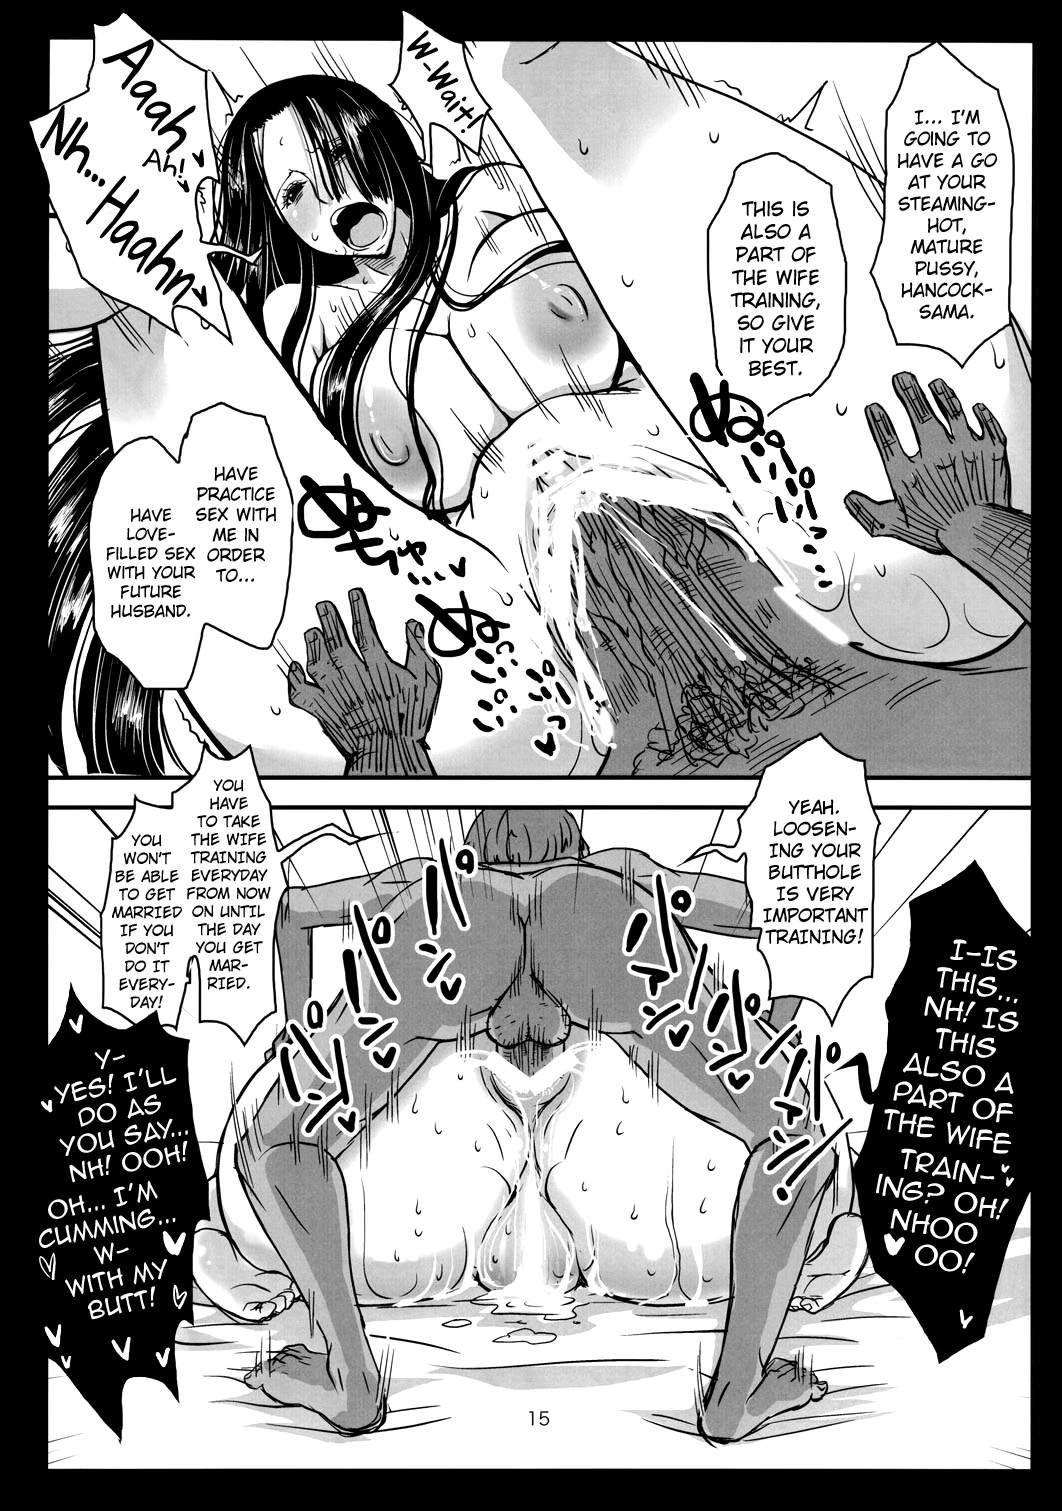 I... I'M
GOING TO
HAVE A GO
AT YOUR
STEAMING-
HOT,
MATURE
PUSSY,
HANCOCK-
SAMA.
THIS IS
ALSO A
PART OF
THE WIFE
TRAINING,
SO GIVE
IT YOUR
BEST.
W-Wait!
Aaah
Ah!
Nh... Haahn
HAVE
PRACTICE
SEX WITH
ME IN
ORDER
TO...
HAVE
LOVE-
FILLED SEX
WITH YOUR
FUTURE
HUSBAND.
YEAH.
LOOSEN-
ING YOUR
BUTTHOLE
IS VERY
IMPORTANT
TRAINING!
I-IS
THIS...
NH! IS
THIS
ALSO A
PART OF
THE WIFE
TRAIN-
ING? OH!
NHOO
OO!
YOU
HAVE
TO TAKE
THE WIFE
TRAINING
EVERYDAY
FROM NOW
ON UNTIL
THE DAY
YOU GET
MAR-
RIED.
YOU
WON'T
BE ABLE
TO GET
MARRIED
IF YOU
DON'T
DO IT
EVERY-
DAY!
Y-
YES! I'LL
DO AS
YOU SAY...
NH! OOH!
OH... I'M
CUMMING...
W-
WITH MY
BUTT!
15